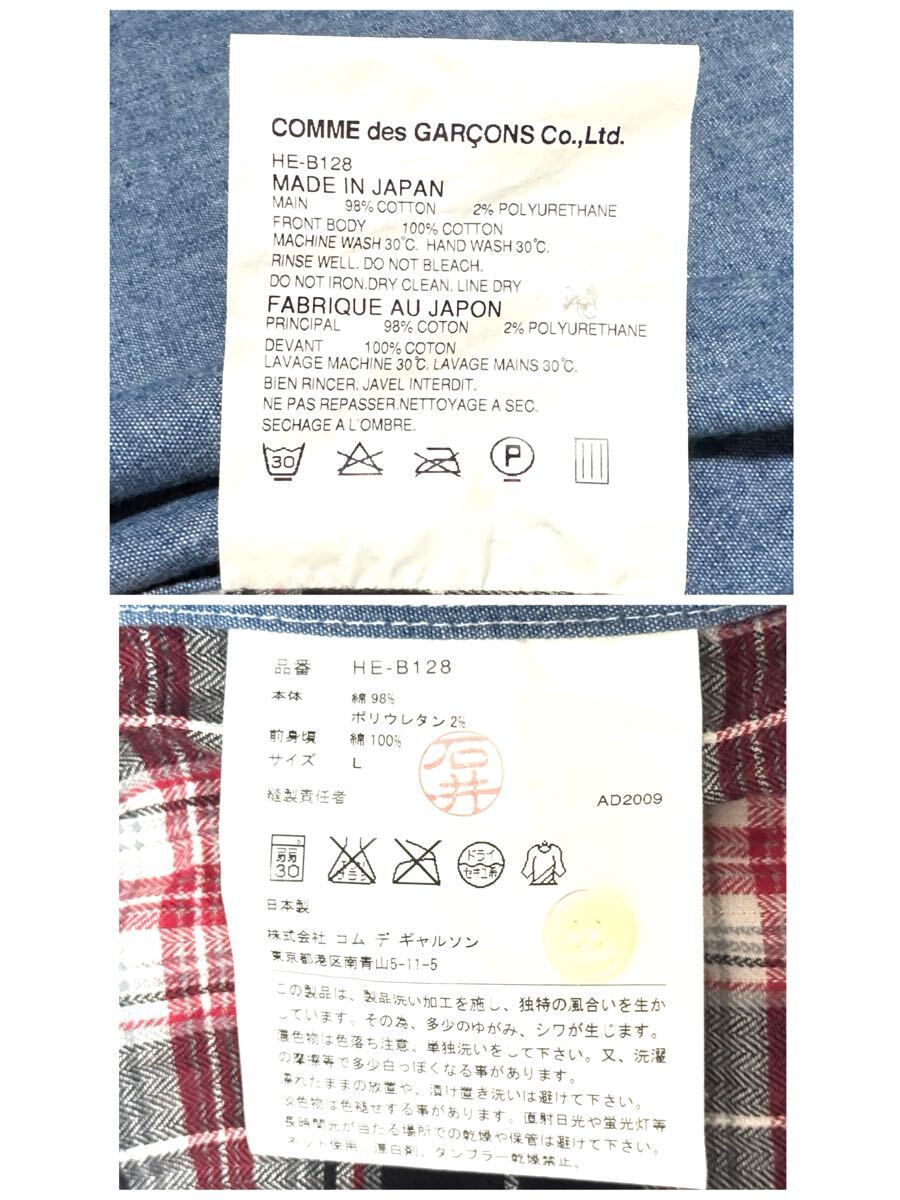 COMME des GARÇONS Co.,Ltd.
HE-B128
MADE IN JAPAN
MAIN 98% COTTON 2% POLYURETHANE
FRONT BODY 100% COTTON
MACHINE WASH 30℃. HAND WASH 30℃.
RINSE WELL. DO NOT BLEACH.
DO NOT IRON.DRY CLEAN. LINE DRY
FABRIQUE AU JAPON
PRINCIPAL 98% COTON 2% POLYURETHANE
DEVANT 100% COTON
LAVAGE MACHINE 30℃. LAVAGE MAINS 30℃.
BIEN RINCER. JAVEL INTERDIT.
NE PAS REPASSER.NETTOYAGE A SEC.
SECHAGE A L'OMBRE.
30 P
品番 HE-B128
本体 綿 98%
ポリウレタン 2%
前身頃 綿 100%
サイズ L
石井
縫製責任者 AD2009
弱 30 エンソ サラシ ドライ セキユ系
日本製
株式会社 コム デ ギャルソン
東京都港区南青山5-11-5
この製品は、製品洗い加工を施し、独特の風合いを生か
しています。その為、多少のゆがみ、シワが生じます。
濃色物は色落ち注意、単独洗いをして下さい。又、洗濯
の摩擦等で多少白っぽくなる事があります。
濡れたままの放置や、漬け置き洗いは避けて下さい。
淡色物は色褪せする事があります。直射日光や蛍光灯等
長時間光が当たる場所での乾燥や保管は避けて下さい。
ネット使用、漂白剤、タンブラー乾燥禁止。